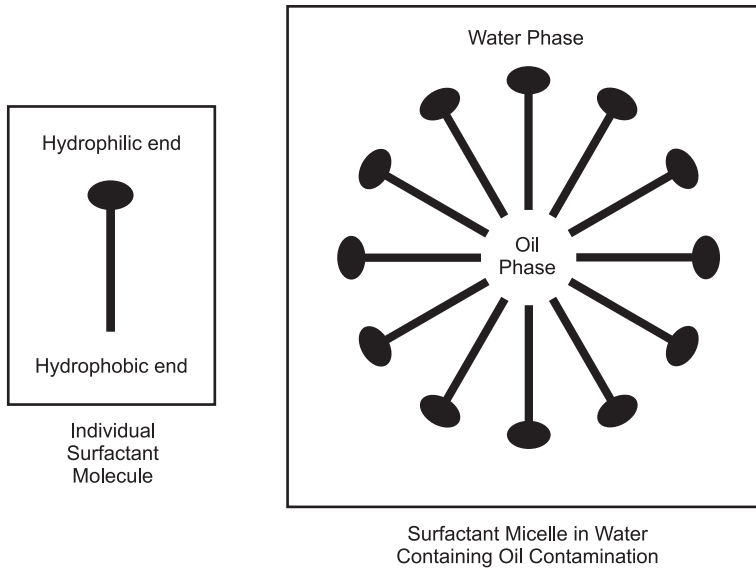 Hydrophilic end
Hydrophobic end
Individual
Surfactant
Molecule
Water Phase
Oil
Phase
Surfactant Micelle in Water
Containing Oil Contamination